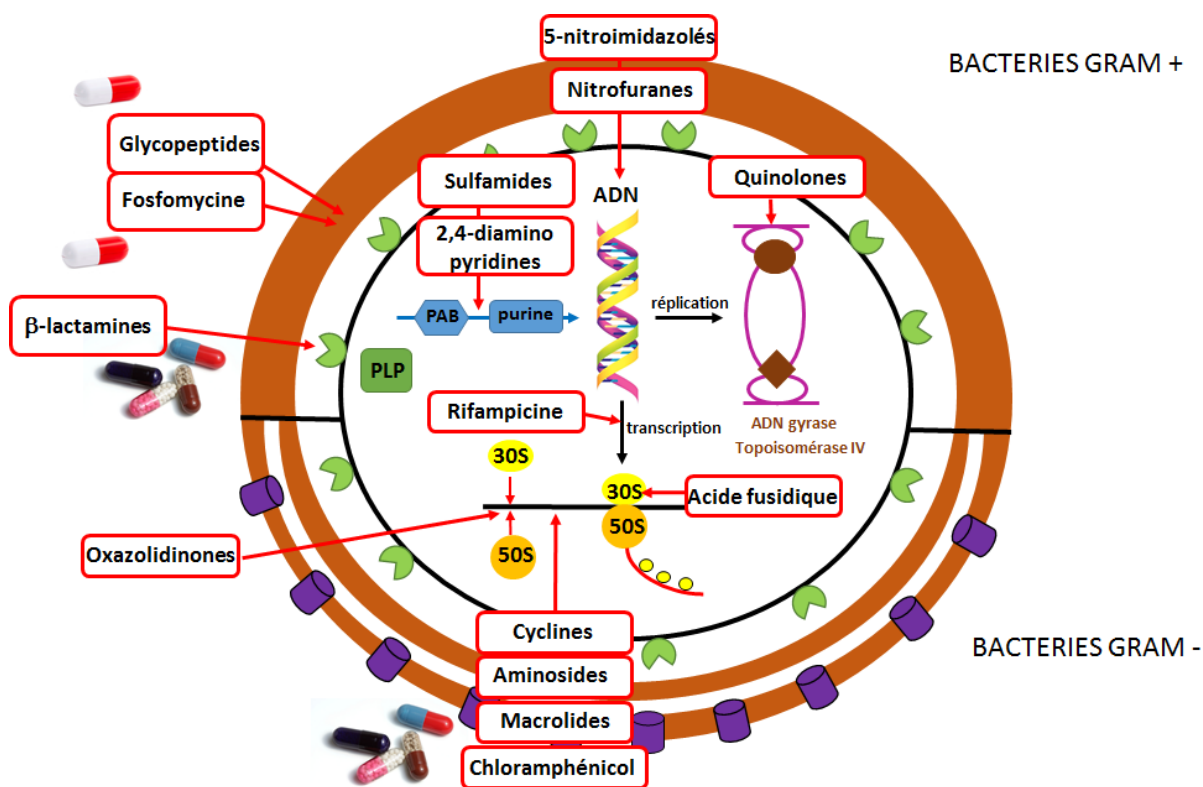 5-nitroimidazolés
BACTERIES GRAM +
Nitrofuranes
Glycopeptides
Fosfomycine
Sulfamides
ADN
Quinolones
2,4-diamino
pyridines
PAB
purine
réplication
β-lactamines
PLP
Rifampicine
transcription
ADN gyrase
Topoisomérase IV
30S
30S
Acide fusidique
50S
Oxazolidinones
50S
Cyclines
BACTERIES GRAM -
Aminosides
Macrolides
Chloramphénicol